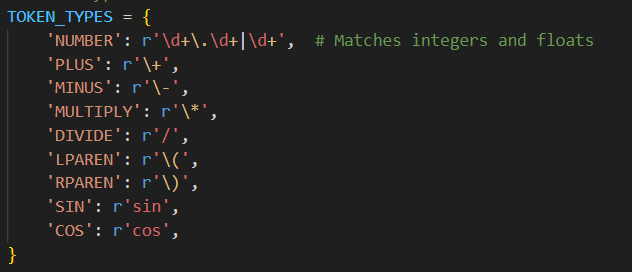 TOKEN_TYPES = {
    'NUMBER': r'\d+\.\d+|\d+',  # Matches integers and floats
    'PLUS': r'\+',
    'MINUS': r'\-',
    'MULTIPLY': r'\*',
    'DIVIDE': r'/',
    'LPAREN': r'\(',
    'RPAREN': r'\)',
    'SIN': r'sin',
    'COS': r'cos',
}